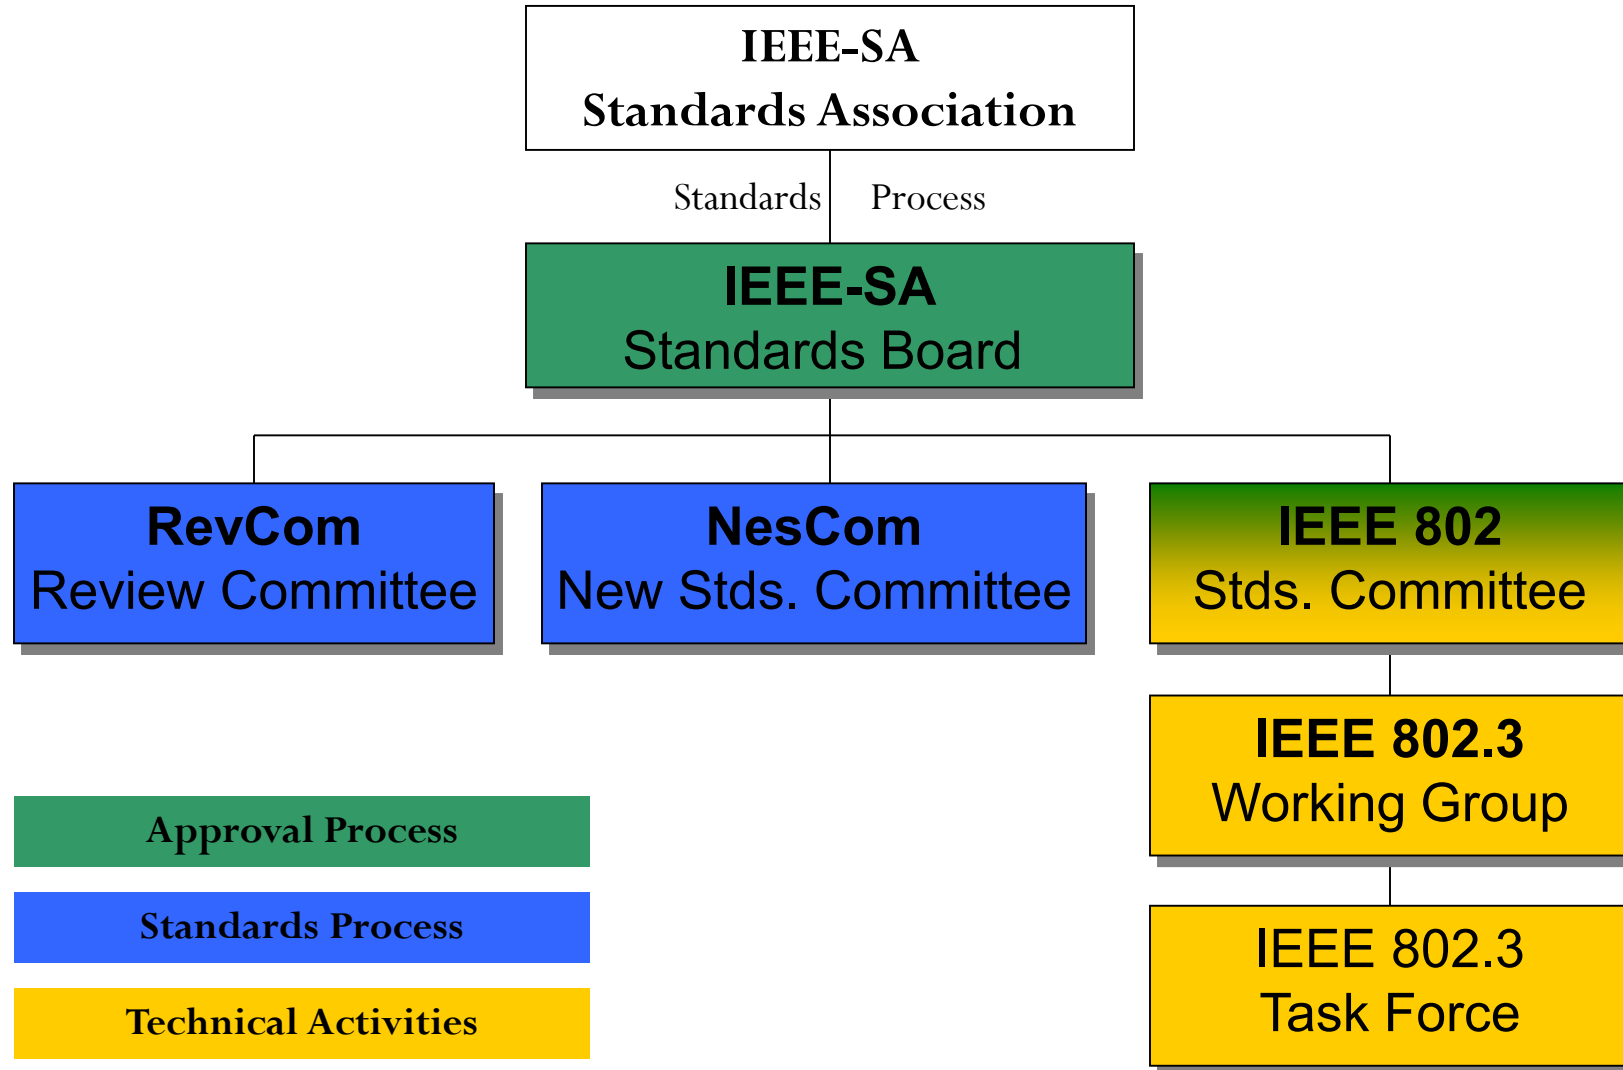 IEEE-SA
Standards Association
Standards Process
IEEE-SA
Standards Board
RevCom
Review Committee
NesCom
New Stds. Committee
IEEE 802
Stds. Committee
IEEE 802.3
Working Group
IEEE 802.3
Task Force
Approval Process
Standards Process
Technical Activities